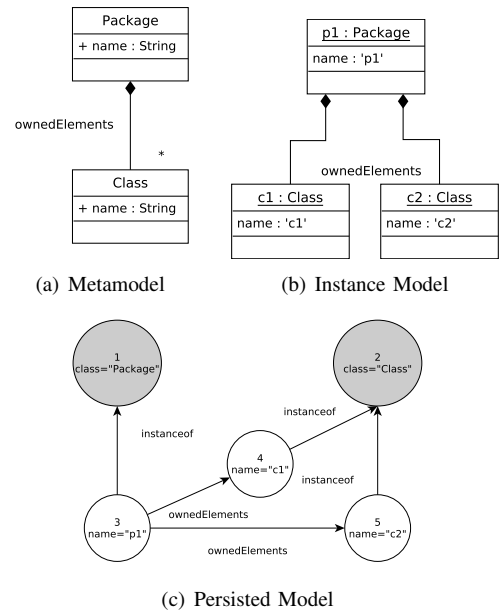 Package
+ name : String
ownedElements
*
Class
+ name : String
(a) Metamodel
p1 : Package
name : 'p1'
ownedElements
c1 : Class
name : 'c1'
c2 : Class
name : 'c2'
(b) Instance Model
1
class="Package"
2
class="Class"
instanceof
instanceof
4
name="c1"
instanceof
3
name="p1"
ownedElements
5
name="c2"
ownedElements
(c) Persisted Model